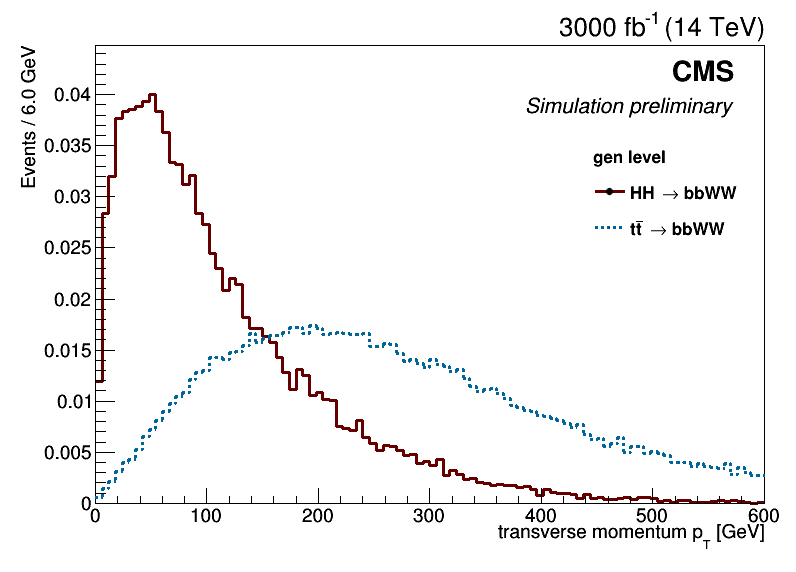 3000 fb⁻¹ (14 TeV)
CMS
Simulation preliminary
gen level
HH → bbWW
tt̄ → bbWW
Events / 6.0 GeV
0.04
0.035
0.03
0.025
0.02
0.015
0.01
0.005
0
0 100 200 300 400 500 600
transverse momentum p_T [GeV]